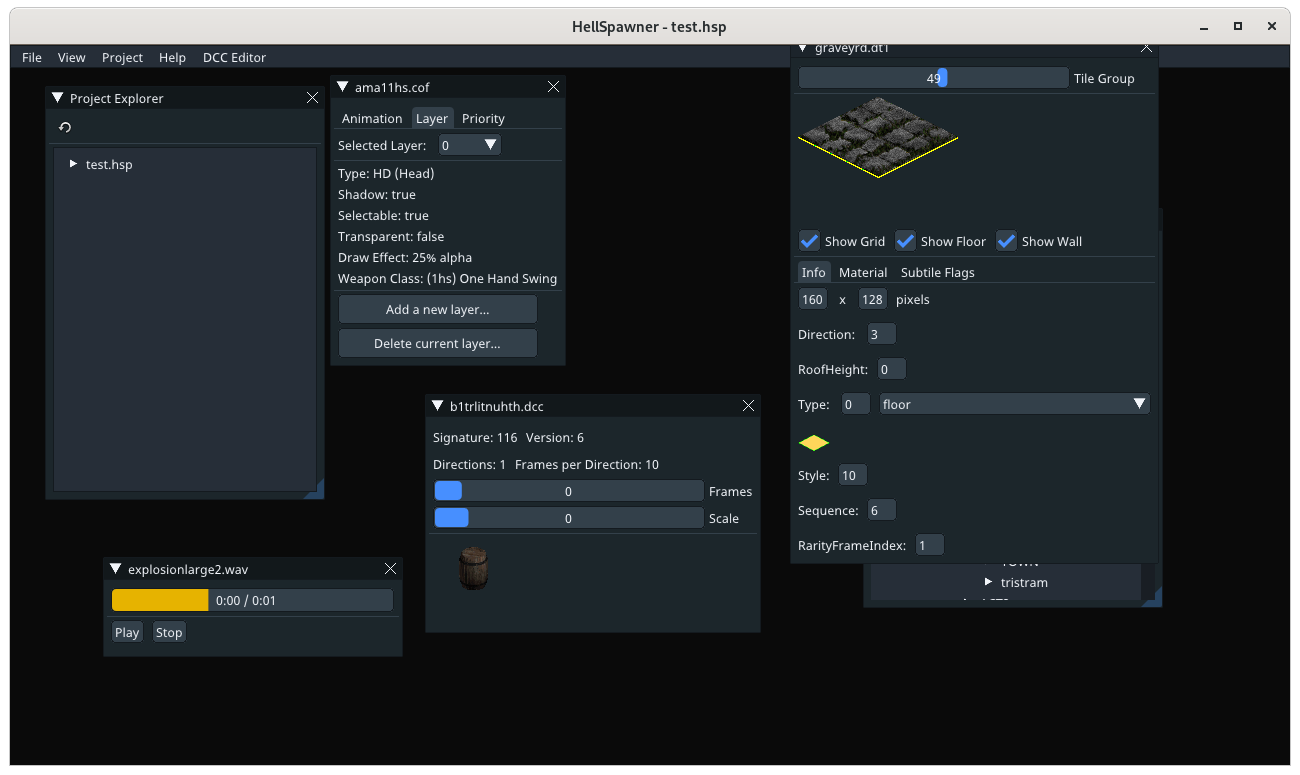 HellSpawner - test.hsp
File View Project Help DCC Editor
Project Explorer
test.hsp
ama11hs.cof
Animation Layer Priority
Selected Layer: 0
Type: HD (Head)
Shadow: true
Selectable: true
Transparent: false
Draw Effect: 25% alpha
Weapon Class: (1hs) One Hand Swing
Add a new layer...
Delete current layer...
graveyrd.dt1
49 Tile Group
Show Grid Show Floor Show Wall
Info Material Subtile Flags
160 x 128 pixels
Direction: 3
RoofHeight: 0
Type: 0 floor
Style: 10
Sequence: 6
RarityFrameIndex: 1
b1trlitnuhth.dcc
Signature: 116 Version: 6
Directions: 1 Frames per Direction: 10
0 Frames
0 Scale
explosionlarge2.wav
0:00 / 0:01
Play Stop
TOWN
tristram